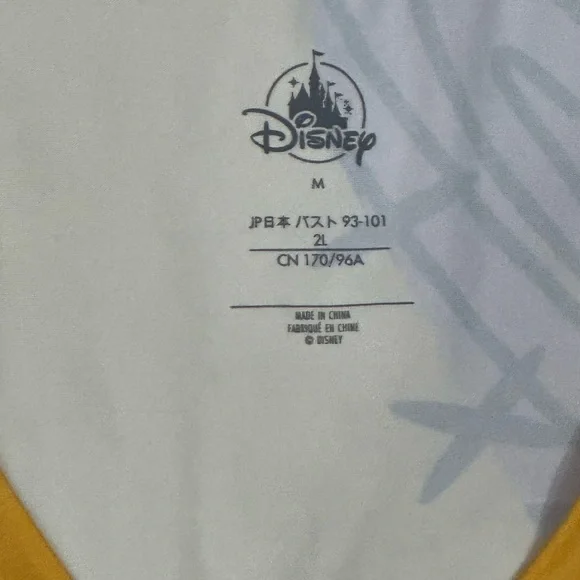 Disney
M
JP日本 バスト 93-101
2L
CN 170/96A
MADE IN CHINA
FABRIQUÉ EN CHINE
© DISNEY